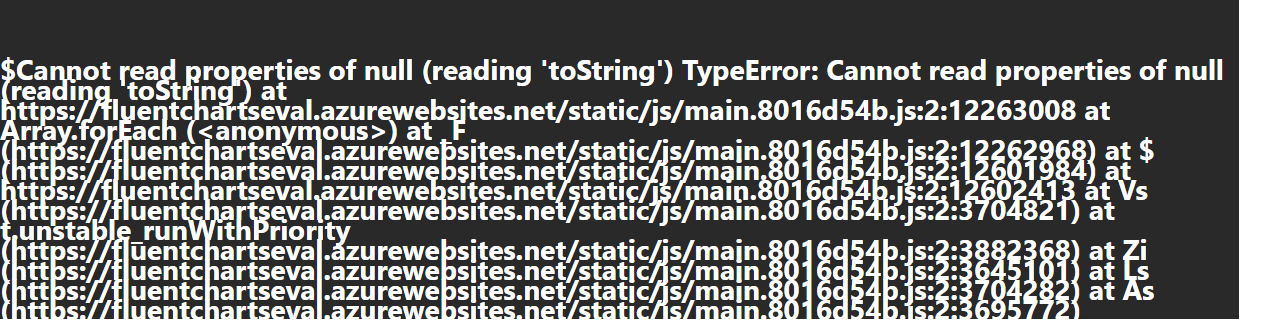 $Cannot read properties of null (reading 'toString') TypeError: Cannot read properties of null
(reading 'toString') at
https://fluentchartseval.azurewebsites.net/static/js/main.8016d54b.js:2:12263008 at
Array.forEach (<anonymous>) at _F
(https://fluentchartseval.azurewebsites.net/static/js/main.8016d54b.js:2:12262968) at $
(https://fluentchartseval.azurewebsites.net/static/js/main.8016d54b.js:2:12601984) at
https://fluentchartseval.azurewebsites.net/static/js/main.8016d54b.js:2:12602413 at Vs
(https://fluentchartseval.azurewebsites.net/static/js/main.8016d54b.js:2:3704821) at
t.unstable_runWithPriority
(https://fluentchartseval.azurewebsites.net/static/js/main.8016d54b.js:2:3882368) at Zi
(https://fluentchartseval.azurewebsites.net/static/js/main.8016d54b.js:2:3645101) at Ls
(https://fluentchartseval.azurewebsites.net/static/js/main.8016d54b.js:2:3704282) at As
(https://fluentchartseval.azurewebsites.net/static/js/main.8016d54b.js:2:3695772)